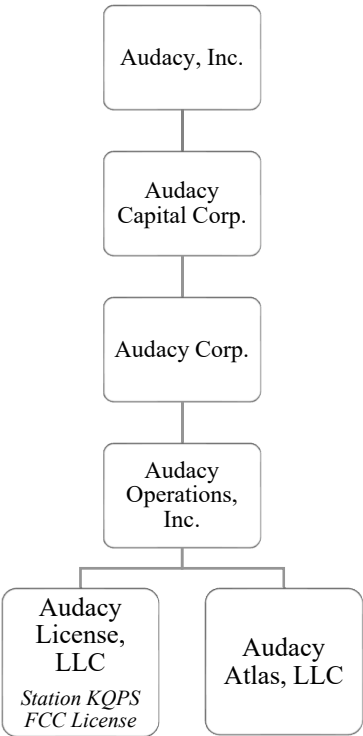 Audacy, Inc.
Audacy
Capital Corp.
Audacy Corp.
Audacy
Operations,
Inc.
Audacy
License,
LLC
Station KQPS
FCC License
Audacy
Atlas, LLC